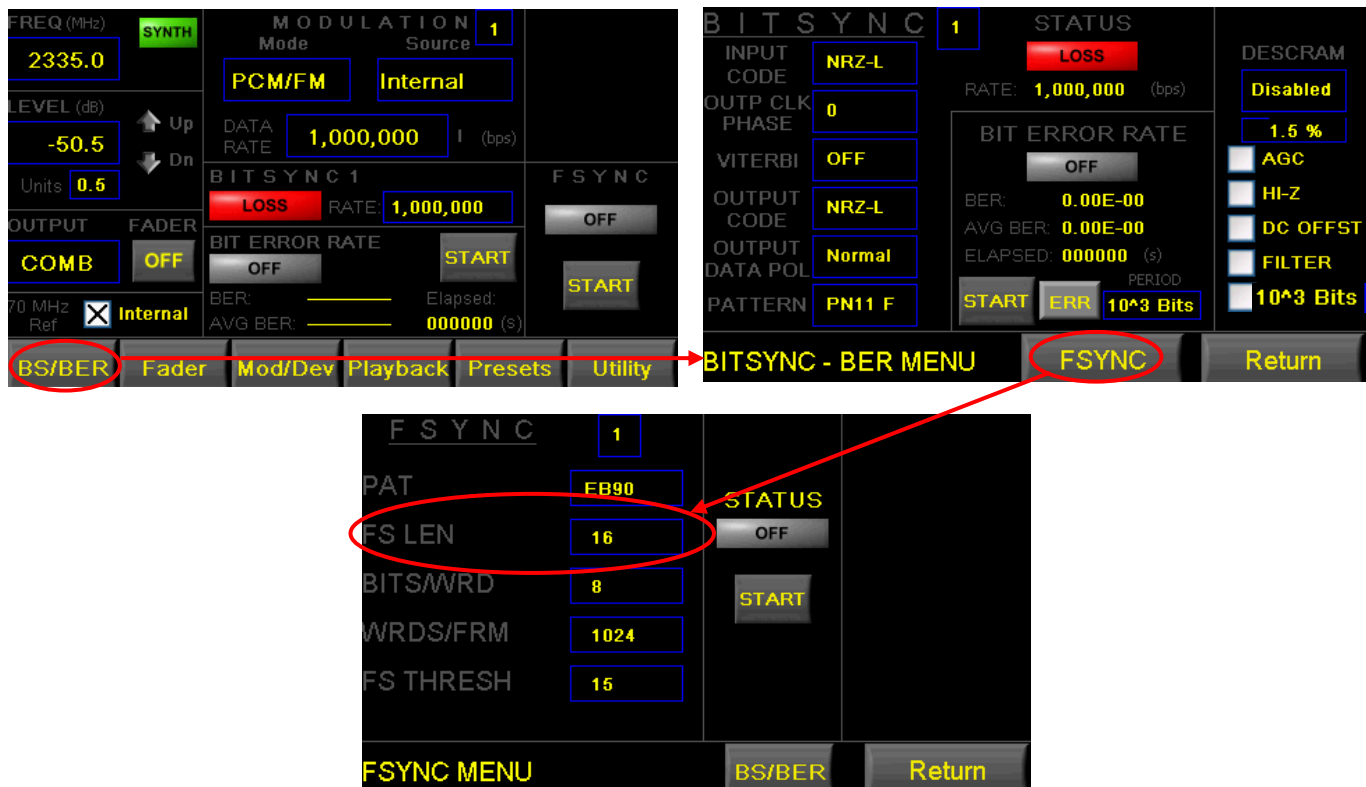 FREQ (MHz)
SYNTH
2335.0
LEVEL (dB)
-50.5
Up
Dn
Units 0.5
OUTPUT
FADER
COMB
OFF
70 MHz
Ref
Internal
MODULATION 1
Mode
Source
PCM/FM
Internal
DATA
RATE
1,000,000
I (bps)
BITSYNC 1
LOSS
RATE: 1,000,000
BIT ERROR RATE
OFF
START
BER:
Elapsed:
AVG BER:
000000 (s)
FSYNC
OFF
START
BS/BER Fader Mod/Dev Playback Presets Utility
BITSYNC 1
INPUT
CODE
NRZ-L
OUTP CLK
PHASE
0
VITERBI
OFF
OUTPUT
CODE
NRZ-L
OUTPUT
DATA POL
Normal
PATTERN
PN11 F
STATUS
LOSS
RATE: 1,000,000 (bps)
BIT ERROR RATE
OFF
BER: 0.00E-00
AVG BER: 0.00E-00
ELAPSED: 000000 (s)
PERIOD
START ERR 10^3 Bits
DESCRAM
Disabled
1.5 %
AGC
HI-Z
DC OFFST
FILTER
10^3 Bits
BITSYNC - BER MENU FSYNC Return
FSYNC 1
PAT EB90
FS LEN 16
BITS/WRD 8
WRDS/FRM 1024
FS THRESH 15
STATUS
OFF
START
FSYNC MENU BS/BER Return